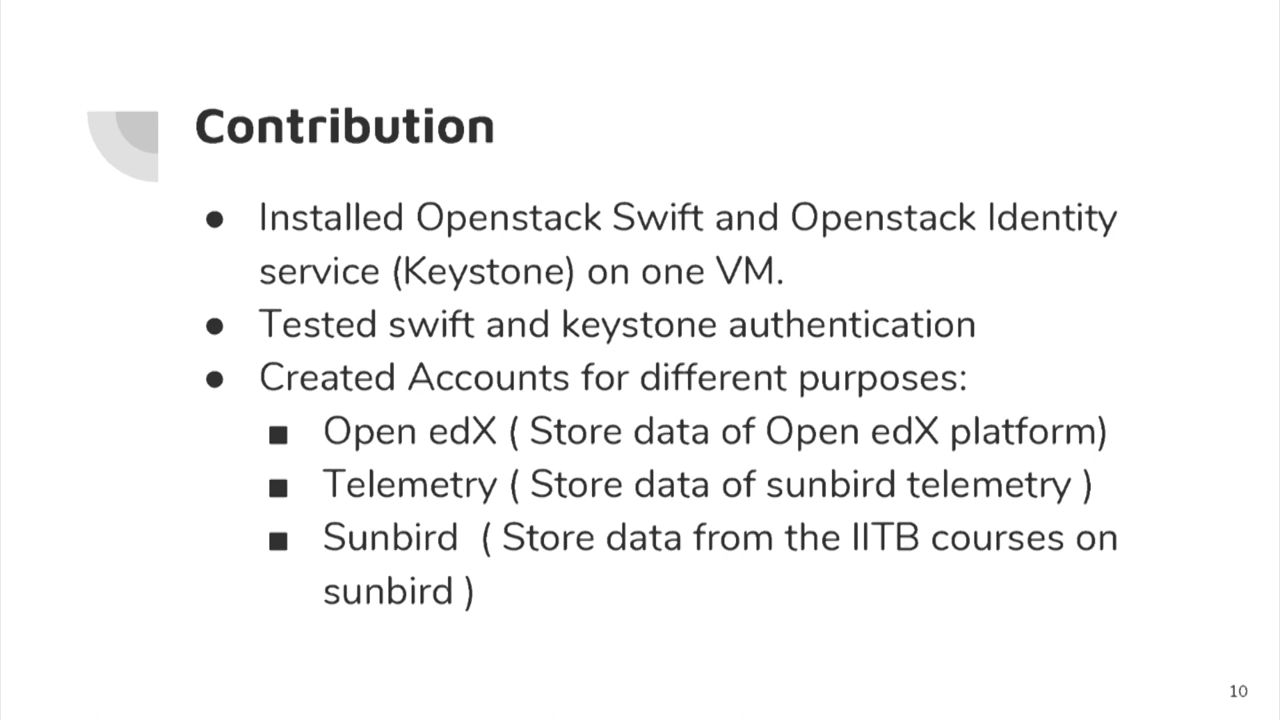 Contribution
● Installed Openstack Swift and Openstack Identity
service (Keystone) on one VM.
● Tested swift and keystone authentication
● Created Accounts for different purposes:
■ Open edX ( Store data of Open edX platform)
■ Telemetry ( Store data of sunbird telemetry )
■ Sunbird  ( Store data from the IITB courses on
sunbird )
10